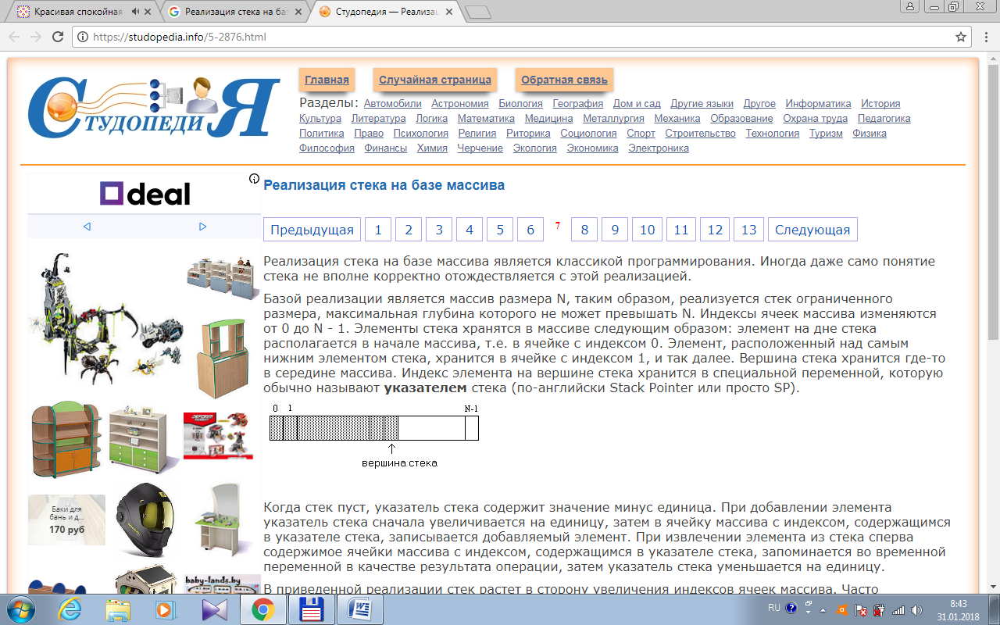 Красивая спокойная
Реализация стека на баз
Студопедия — Реализац
https://studopedia.info/5-2876.html
СтудопедиЯ
Главная Случайная страница Обратная связь
Разделы: Автомобили Астрономия Биология География Дом и сад Другие языки Другое Информатика История
Культура Литература Логика Математика Медицина Металлургия Механика Образование Охрана труда Педагогика
Политика Право Психология Религия Риторика Социология Спорт Строительство Технология Туризм Физика
Философия Финансы Химия Черчение Экология Экономика Электроника
deal
Реализация стека на базе массива
Предыдущая 1 2 3 4 5 6 7 8 9 10 11 12 13 Следующая
Реализация стека на базе массива является классикой программирования. Иногда даже само понятие
стека не вполне корректно отождествляется с этой реализацией.
Базой реализации является массив размера N, таким образом, реализуется стек ограниченного
размера, максимальная глубина которого не может превышать N. Индексы ячеек массива изменяются
от 0 до N - 1. Элементы стека хранятся в массиве следующим образом: элемент на дне стека
располагается в начале массива, т.е. в ячейке с индексом 0. Элемент, расположенный над самым
нижним элементом стека, хранится в ячейке с индексом 1, и так далее. Вершина стека хранится где-то
в середине массива. Индекс элемента на вершине стека хранится в специальной переменной, которую
обычно называют указателем стека (по-английски Stack Pointer или просто SP).
0 1 N-1
вершина стека
Когда стек пуст, указатель стека содержит значение минус единица. При добавлении элемента
указатель стека сначала увеличивается на единицу, затем в ячейку массива с индексом, содержащимся
в указателе стека, записывается добавляемый элемент. При извлечении элемента из стека сперва
содержимое ячейки массива с индексом, содержащимся в указателе стека, запоминается во временной
переменной в качестве результата операции, затем указатель стека уменьшается на единицу.
В приведенной реализации стек растет в сторону увеличения индексов ячеек массива. Часто
Баки для
бань и д...
170 руб
baby-lands.by
RU
8:43
31.01.2018